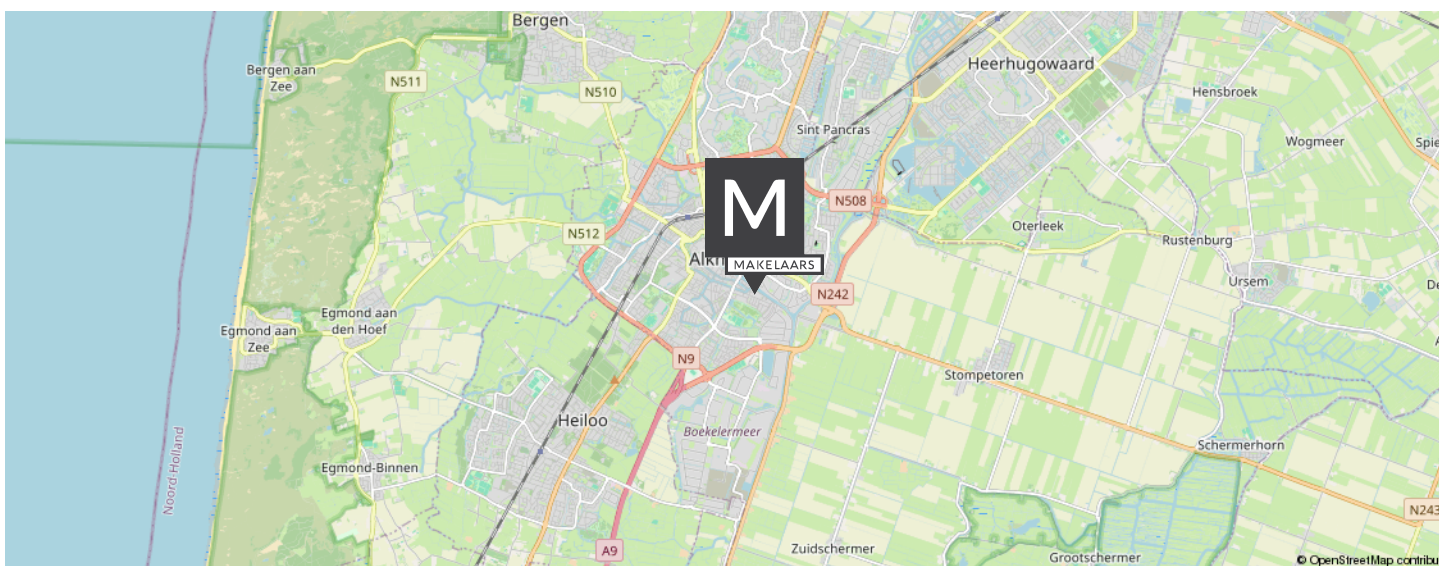 Bergen
Bergen aan
Zee
N511
N510
Heerhugowaard
Hensbroek
Sint Pancras
Wogmeer
M
N508
N512
Oterleek
Rustenburg
MAKELAARS
Ursem
N242
Egmond aan
den Hoef
Egmond aan
Zee
N9
Stompetoren
Heiloo
Boekelermeer
Schermerhorn
Noord-Holland
Egmond-Binnen
N243
A9
Zuidschermer
Grootschermer
© OpenStreetMap contribu